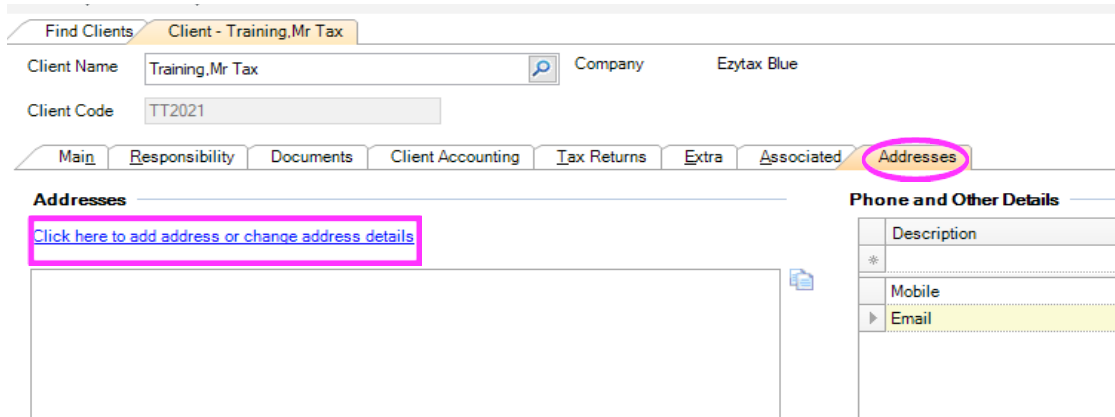 Find Clients Client - Training,Mr Tax
Client Name Training,Mr Tax Company Ezytax Blue
Client Code TT2021
Main Responsibility Documents Client Accounting Tax Returns Extra Associated Addresses
Addresses Phone and Other Details
Click here to add address or change address details Description
Mobile
Email